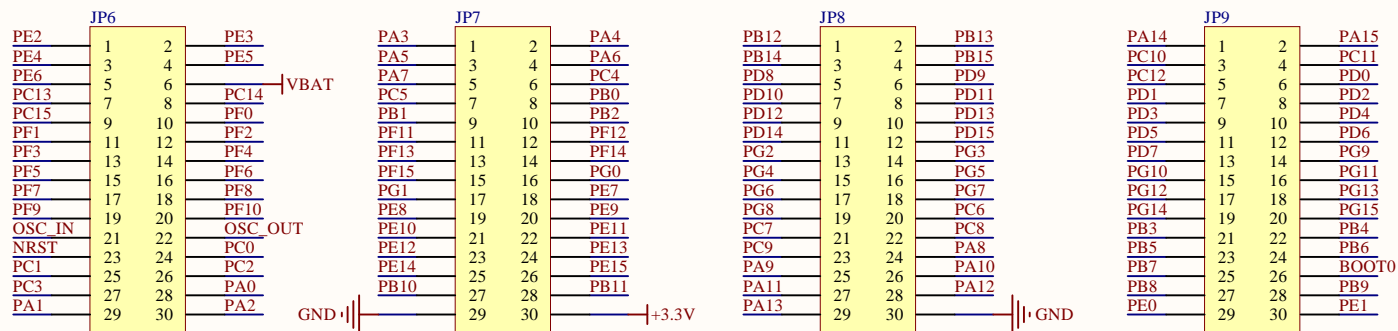 JP6 JP7 JP8 JP9
PE2 1 2 PE3 PA3 1 2 PA4 PB12 1 2 PB13 PA14 1 2 PA15
PE4 3 4 PE5 PA5 3 4 PA6 PB14 3 4 PB15 PC10 3 4 PC11
PE6 5 6 VBAT PA7 5 6 PC4 PD8 5 6 PD9 PC12 5 6 PD0
PC13 7 8 PC14 PC5 7 8 PB0 PD10 7 8 PD11 PD1 7 8 PD2
PC15 9 10 PF0 PB1 9 10 PB2 PD12 9 10 PD13 PD3 9 10 PD4
PF1 11 12 PF2 PF11 11 12 PF12 PD14 11 12 PD15 PD5 11 12 PD6
PF3 13 14 PF4 PF13 13 14 PF14 PG2 13 14 PG3 PD7 13 14 PG9
PF5 15 16 PF6 PF15 15 16 PG0 PG4 15 16 PG5 PG10 15 16 PG11
PF7 17 18 PF8 PG1 17 18 PE7 PG6 17 18 PG7 PG12 17 18 PG13
PF9 19 20 PF10 PE8 19 20 PE9 PG8 19 20 PC6 PG14 19 20 PG15
OSC_IN 21 22 OSC_OUT PE10 21 22 PE11 PC7 21 22 PC8 PB3 21 22 PB4
NRST 23 24 PC0 PE12 23 24 PE13 PC9 23 24 PA8 PB5 23 24 PB6
PC1 25 26 PC2 PE14 25 26 PE15 PA9 25 26 PA10 PB7 25 26 BOOT0
PC3 27 28 PA0 PB10 27 28 PB11 PA11 27 28 PA12 PB8 27 28 PB9
PA1 29 30 PA2 GND 29 30 +3.3V PA13 29 30 GND PE0 29 30 PE1